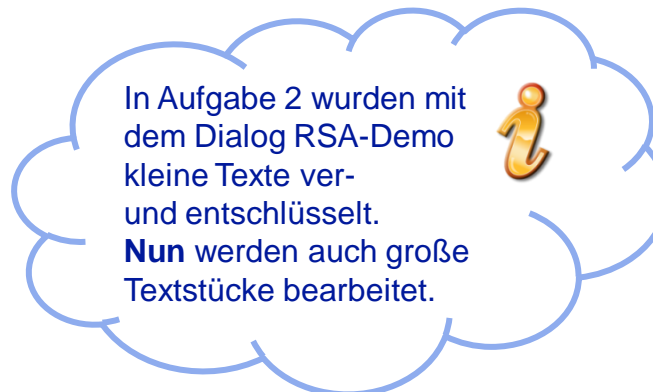 In Aufgabe 2 wurden mit
dem Dialog RSA-Demo
kleine Texte ver-
und entschlüsselt.
Nun werden auch große
Textstücke bearbeitet.